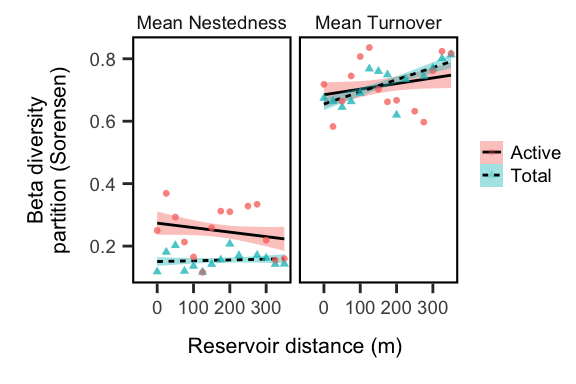 Mean Nestedness Mean Turnover
Beta diversity
partition (Sorensen)
0.8
0.6
0.4
0.2
0 100 200 300 0 100 200 300
Reservoir distance (m)
Active
Total